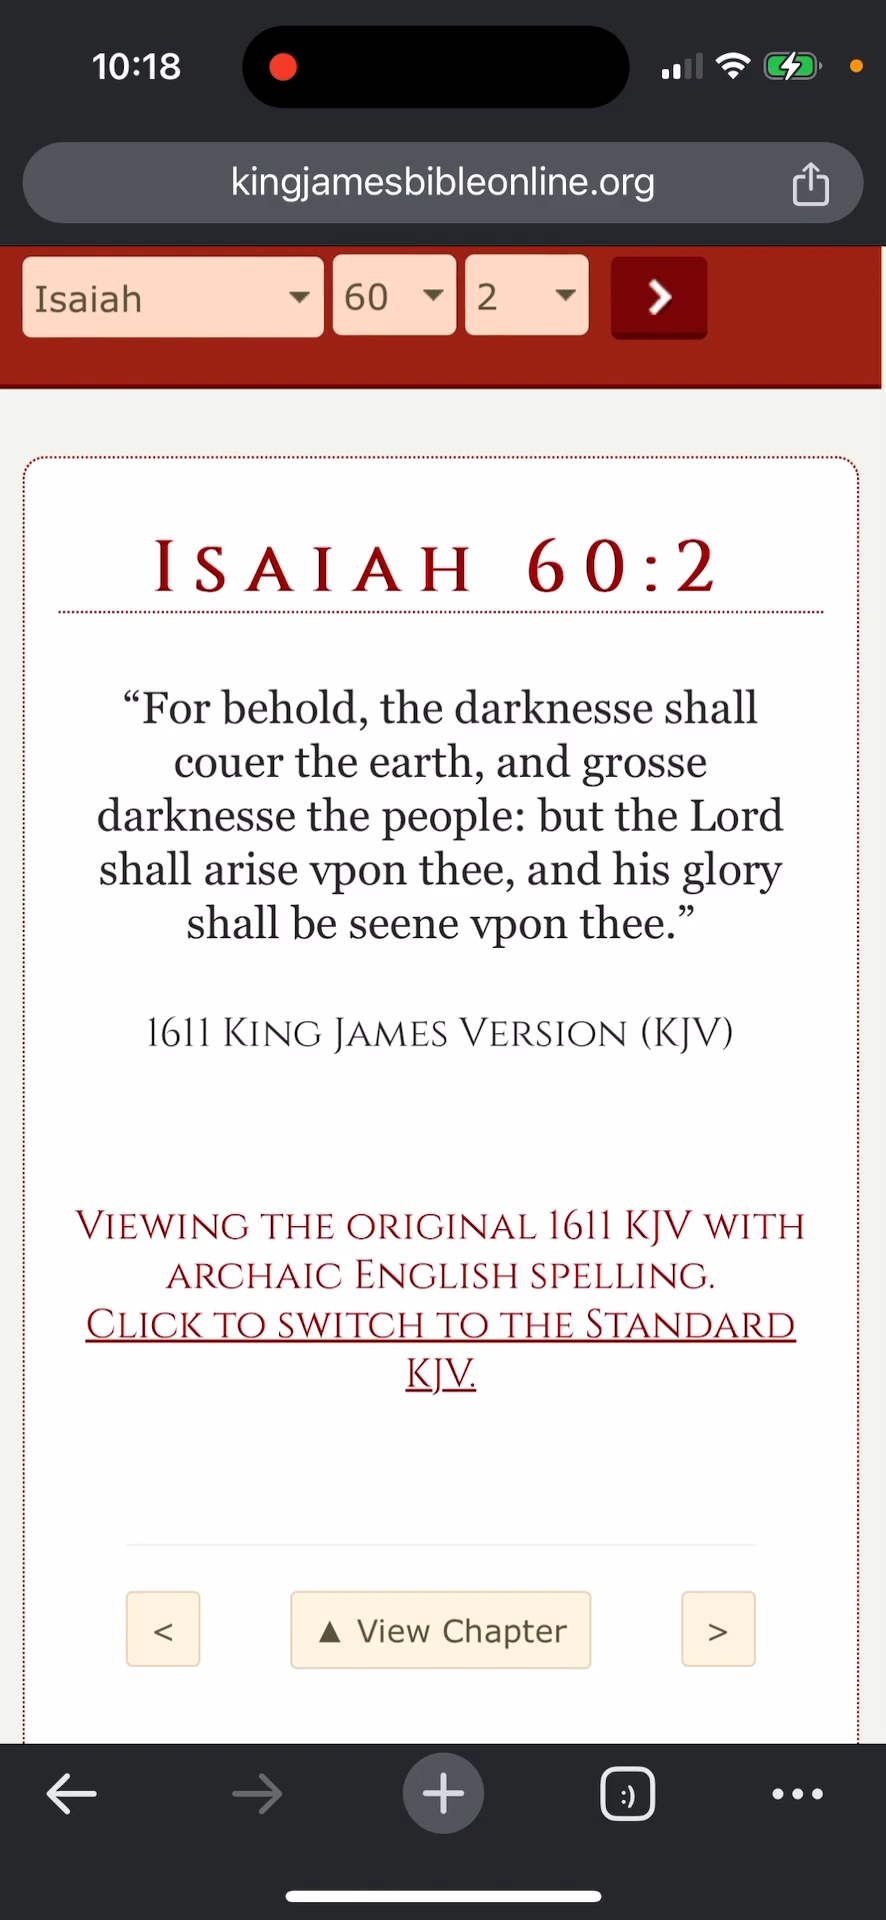 10:18
kingjamesbibleonline.org
Isaiah 60 2
Isaiah 60:2
“For behold, the darknesse shall
couer the earth, and grosse
darknesse the people: but the Lord
shall arise vpon thee, and his glory
shall be seene vpon thee.”
1611 King James Version (KJV)
Viewing the original 1611 KJV with
archaic English spelling.
Click to switch to the Standard
KJV.
<
▲ View Chapter
>
:)